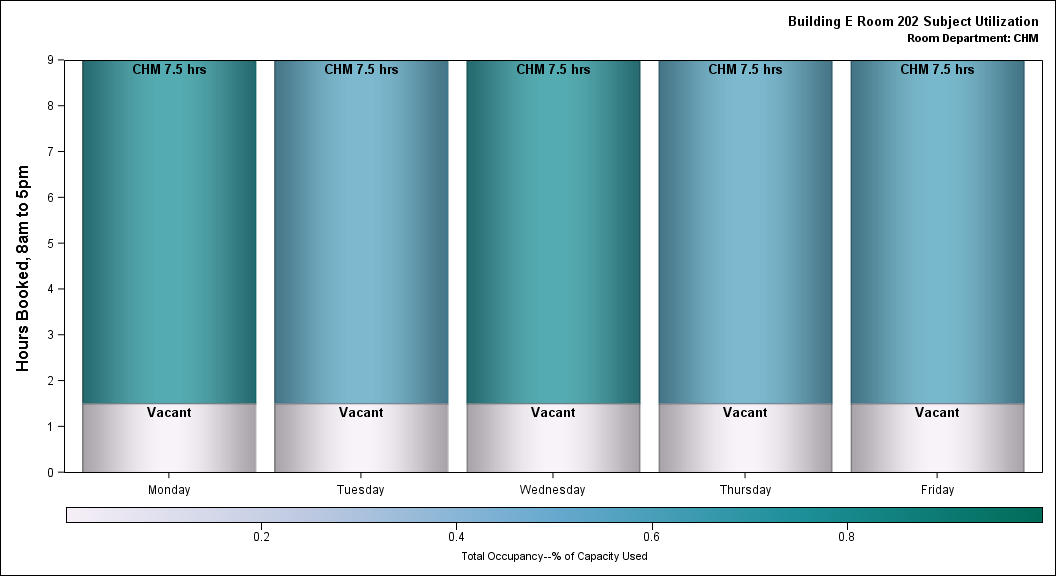 Building E Room 202 Subject Utilization
Room Department: CHM
Hours Booked, 8am to 5pm
9
8
7
6
5
4
3
2
1
0
CHM 7.5 hrs CHM 7.5 hrs CHM 7.5 hrs CHM 7.5 hrs CHM 7.5 hrs
Vacant Vacant Vacant Vacant Vacant
Monday Tuesday Wednesday Thursday Friday
0.2 0.4 0.6 0.8
Total Occupancy--% of Capacity Used